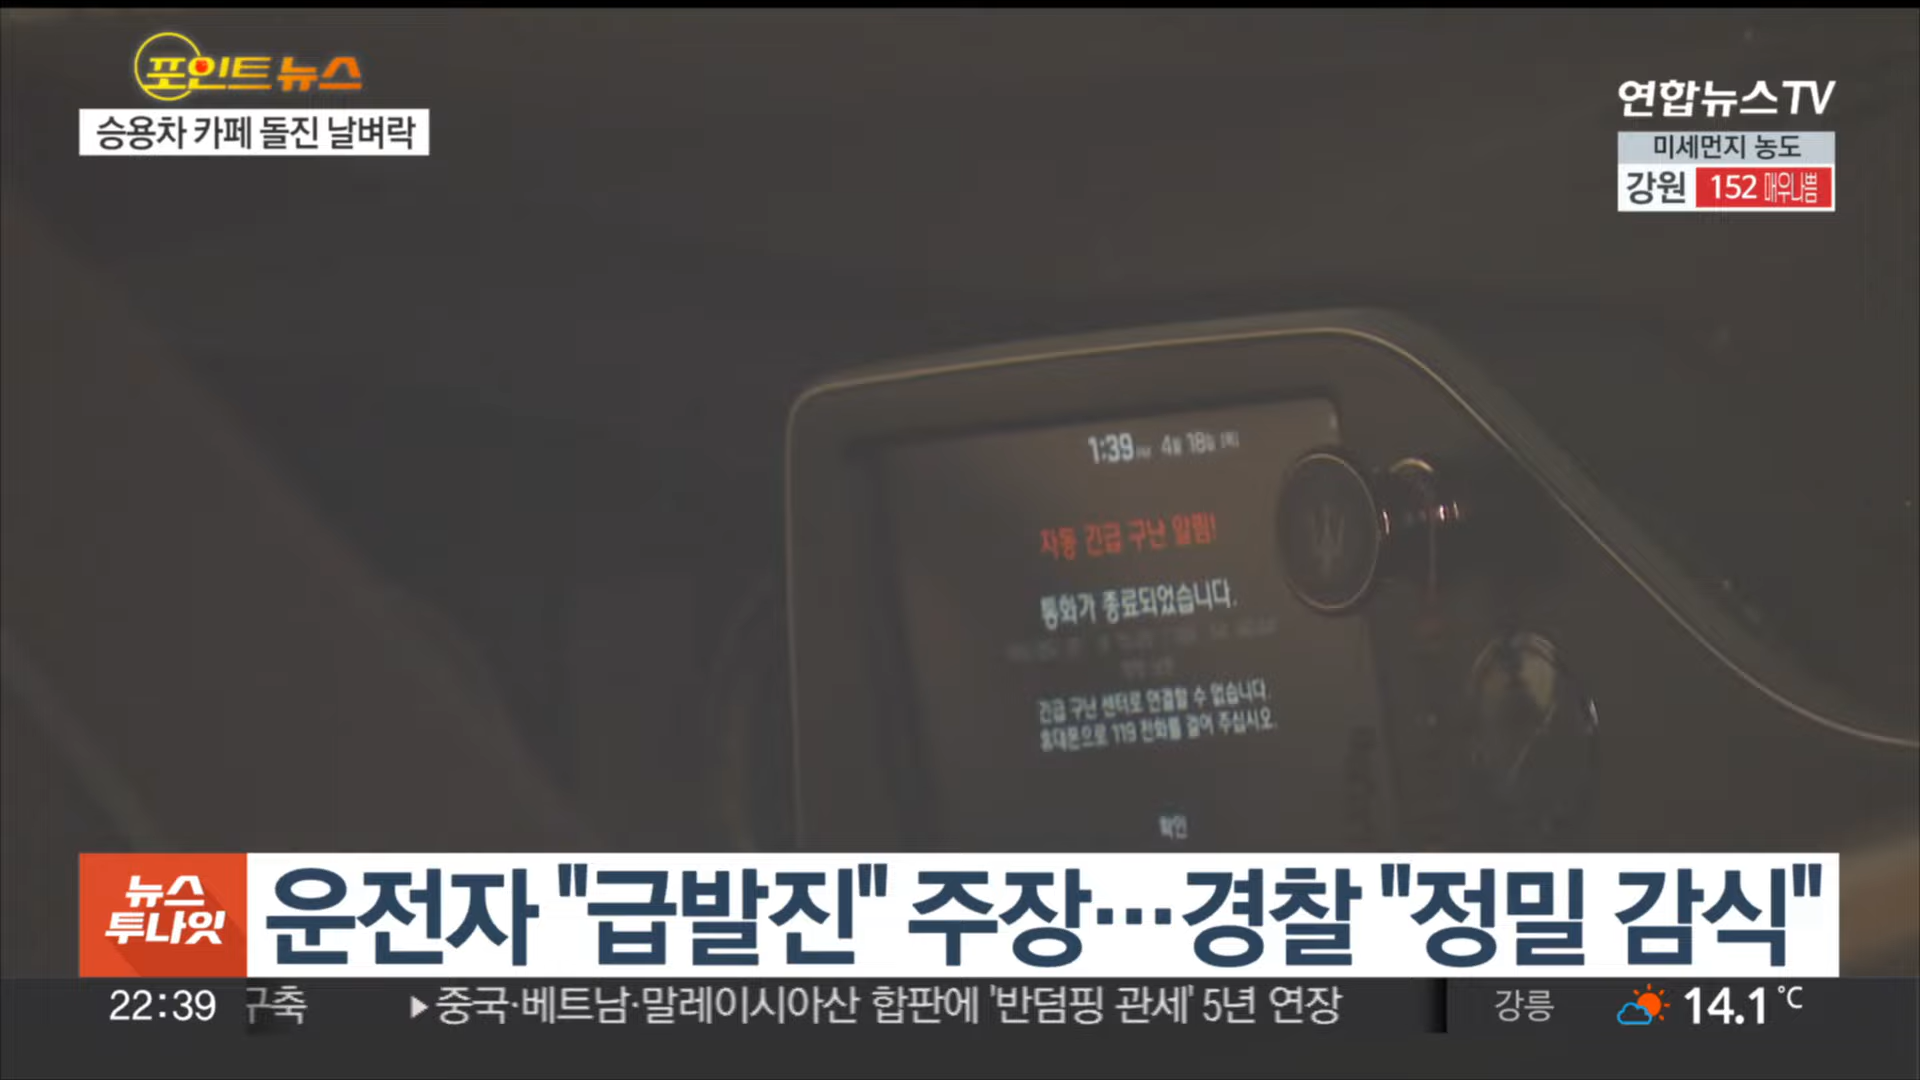 포인트뉴스
승용차 카페 돌진 날벼락
연합뉴스TV
미세먼지 농도
강원 152 매우나쁨
1:39 PM 4월 18일 (목)
자동 긴급 구난 알림!
통화가 종료되었습니다.
긴급 구난 센터로 연결할 수 없습니다.
휴대폰으로 119 전화를 걸어 주십시오.
확인
뉴스
투나잇
운전자 "급발진" 주장…경찰 "정밀 감식"
22:39 구축 ▶중국·베트남·말레이시아산 합판에 '반덤핑 관세' 5년 연장 강릉 14.1℃